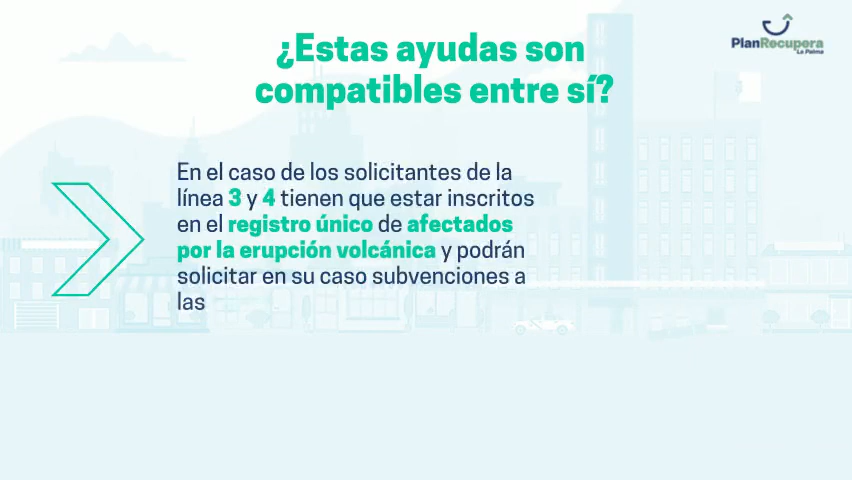 ¿Estas ayudas son
compatibles entre sí?
PlanRecupera
La Palma
En el caso de los solicitantes de la
línea 3 y 4 tienen que estar inscritos
en el registro único de afectados
por la erupción volcánica y podrán
solicitar en su caso subvenciones a
las